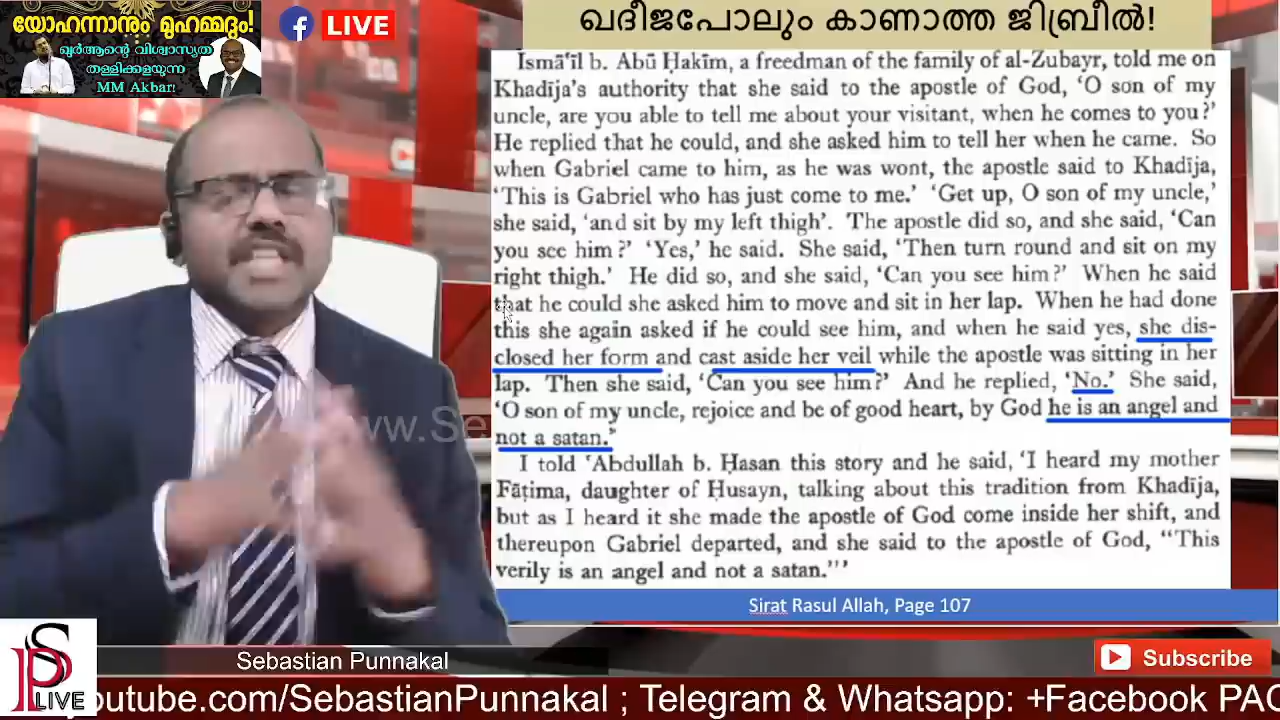 യോഹന്നാനും മുഹമ്മദും!
ഖുർആന്റെ വിശ്വാസ്യത
തള്ളിക്കളയുന്ന
MM Akbar!
f LIVE
ഖദീജപോലും കാണാത്ത ജിബ്രീൽ!
Ismā'īl b. Abū Ḥakīm, a freedman of the family of al-Zubayr, told me on
Khadīja's authority that she said to the apostle of God, 'O son of my
uncle, are you able to tell me about your visitant, when he comes to you?'
He replied that he could, and she asked him to tell her when he came. So
when Gabriel came to him, as he was wont, the apostle said to Khadīja,
'This is Gabriel who has just come to me.' 'Get up, O son of my uncle,'
she said, 'and sit by my left thigh'. The apostle did so, and she said, 'Can
you see him?' 'Yes,' he said. She said, 'Then turn round and sit on my
right thigh.' He did so, and she said, 'Can you see him?' When he said
that he could she asked him to move and sit in her lap. When he had done
this she again asked if he could see him, and when he said yes, she dis-
closed her form and cast aside her veil while the apostle was sitting in her
lap. Then she said, 'Can you see him?' And he replied, 'No.' She said,
'O son of my uncle, rejoice and be of good heart, by God he is an angel and
not a satan.'
I told 'Abdullah b. Ḥasan this story and he said, 'I heard my mother
Fāṭima, daughter of Ḥusayn, talking about this tradition from Khadīja,
but as I heard it she made the apostle of God come inside her shift, and
thereupon Gabriel departed, and she said to the apostle of God, "This
verily is an angel and not a satan."'
Sirat Rasul Allah, Page 107
www.Se
Sebastian Punnakal
Subscribe
SP LIVE
youtube.com/SebastianPunnakal ; Telegram & Whatsapp: +Facebook PAG